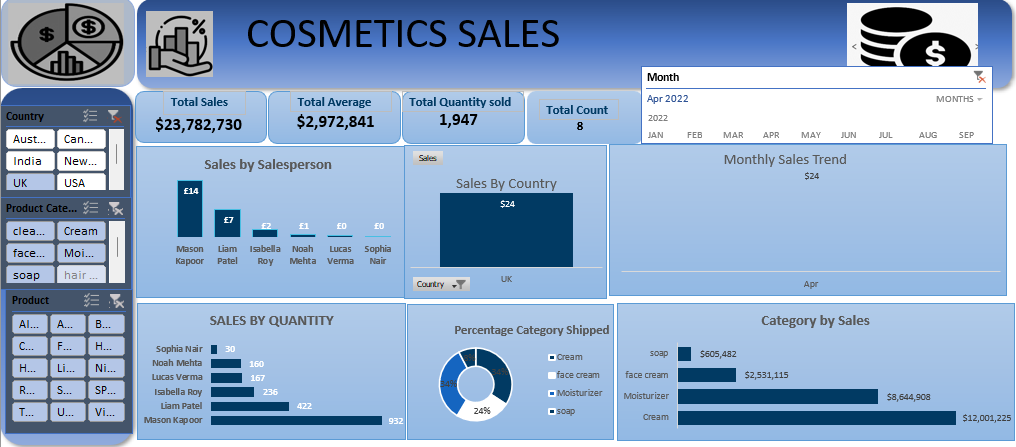 COSMETICS SALES
Month
Apr 2022
MONTHS
2022
JAN FEB MAR APR MAY JUN JUL AUG SEP
Total Sales
$23,782,730
Total Average
$2,972,841
Total Quantity sold
1,947
Total Count
8
Country
Aust... Can...
India New...
UK USA
Product Cate...
clea... Cream
face... Moi...
soap hair ...
Product
Al... A... B...
C... F... H...
H... Li... Ni...
R... S... SP...
T... U... Vi...
Sales by Salesperson
£14 £7 £2 £1 £0 £0
Mason Liam Isabella Noah Lucas Sophia
Kapoor Patel Roy Mehta Verma Nair
Sales
Sales By Country
$24
UK
Country
Monthly Sales Trend
$24
Apr
SALES BY QUANTITY
Sophia Nair 30
Noah Mehta 160
Lucas Verma 167
Isabella Roy 236
Liam Patel 422
Mason Kapoor 932
Percentage Category Shipped
24%
Cream
face cream
Moisturizer
soap
Category by Sales
soap $605,482
face cream $2,531,115
Moisturizer $8,644,908
Cream $12,001,225